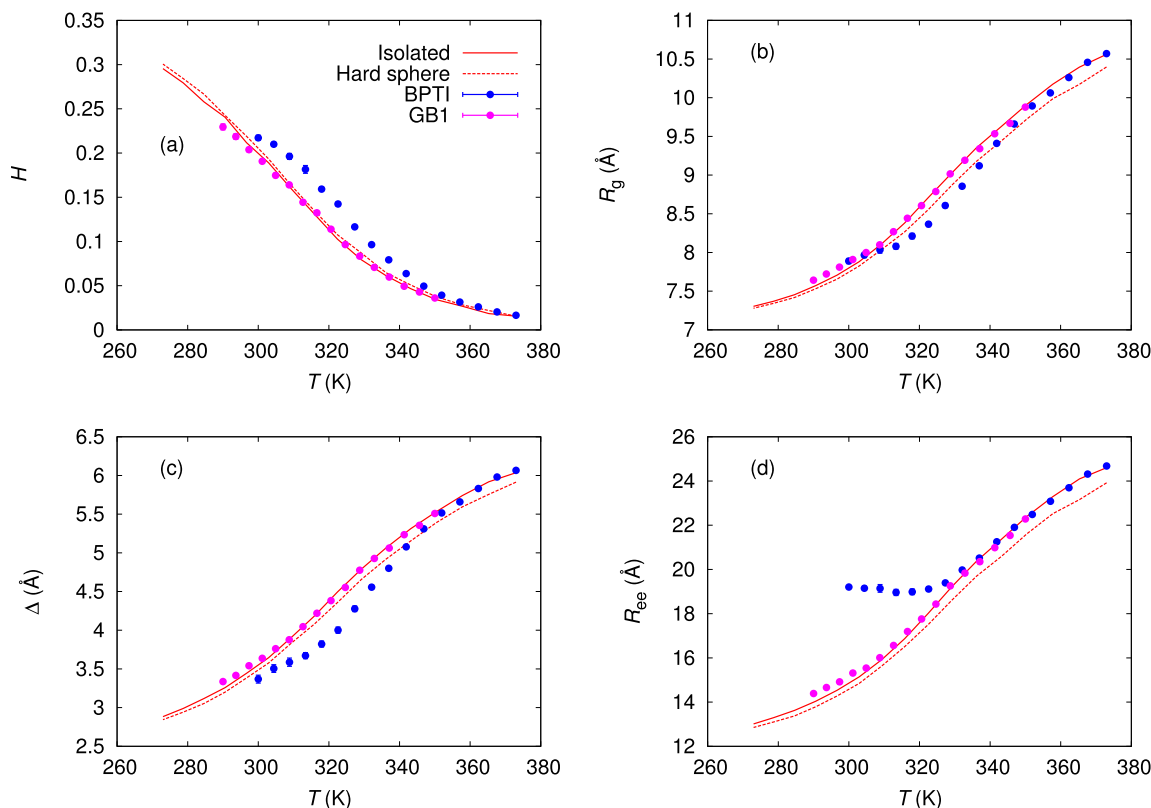 0.35
0.3
0.25
0.2
0.15
0.1
0.05
0
H
(a)
Isolated
Hard sphere
BPTI
GB1
260 280 300 320 340 360 380
T (K)
11
10.5
10
9.5
9
8.5
8
7.5
7
Rg (Å)
(b)
260 280 300 320 340 360 380
T (K)
6.5
6
5.5
5
4.5
4
3.5
3
2.5
Δ (Å)
(c)
260 280 300 320 340 360 380
T (K)
26
24
22
20
18
16
14
12
Ree (Å)
(d)
260 280 300 320 340 360 380
T (K)